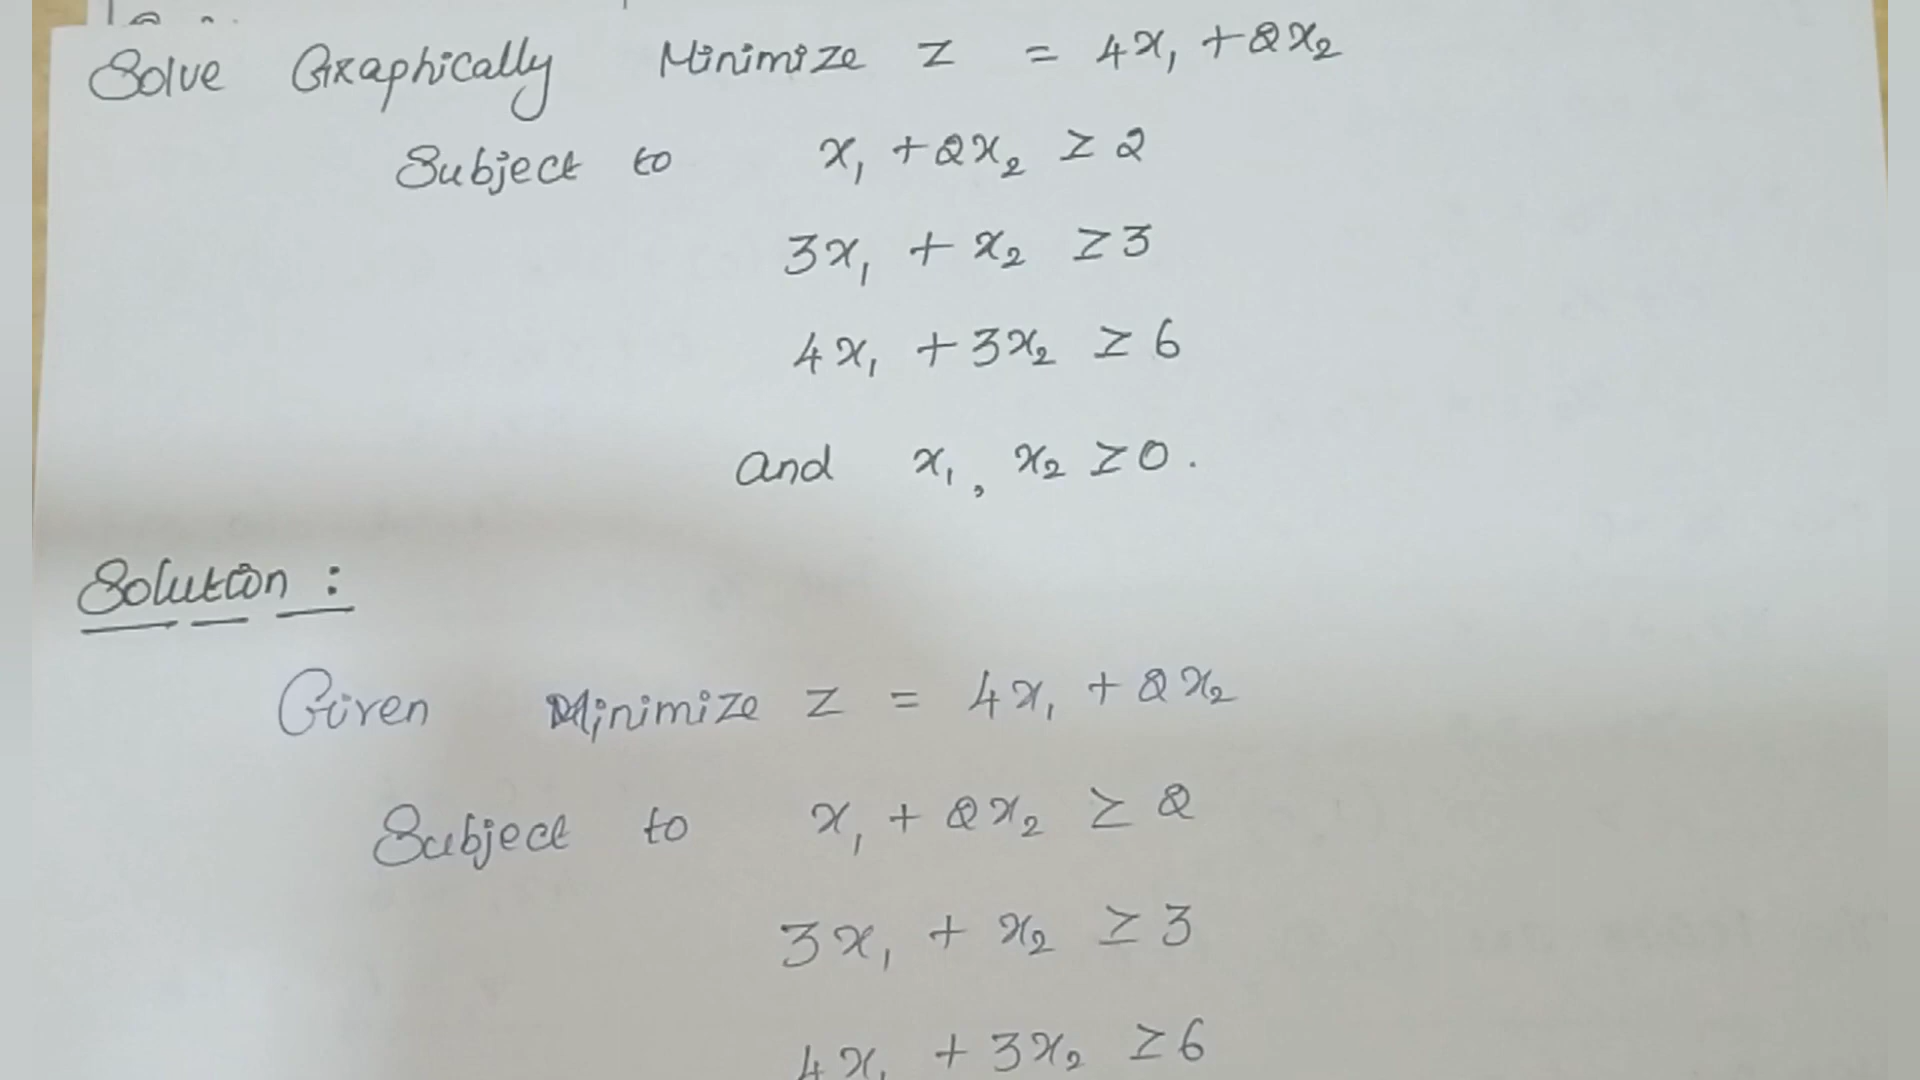 Solve Graphically Minimize Z = 4x₁ + 2x₂
Subject to x₁ + 2x₂ ≥ 2
3x₁ + x₂ ≥ 3
4x₁ + 3x₂ ≥ 6
and x₁, x₂ ≥ 0.
Solution :
Given Minimize Z = 4x₁ + 2x₂
Subject to x₁ + 2x₂ ≥ 2
3x₁ + x₂ ≥ 3
4x₁ + 3x₂ ≥ 6